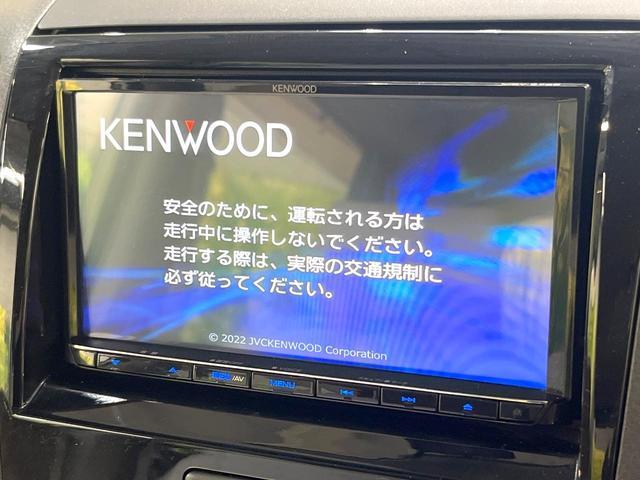 KENWOOD
KENWOOD
安全のために、運転される方は
走行中に操作しないでください。
走行する際は、実際の交通規制に
必ず従ってください。
© 2022 JVCKENWOOD Corporation
/AV
MENU